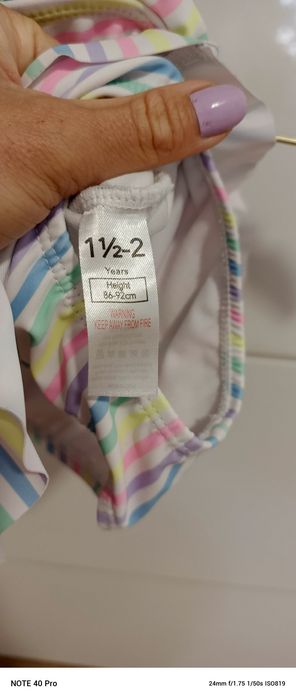 1½-2
Years
Height
86-92cm
WARNING
KEEP AWAY FROM FIRE
NOTE 40 Pro
24mm f/1.75 1/50s ISO819